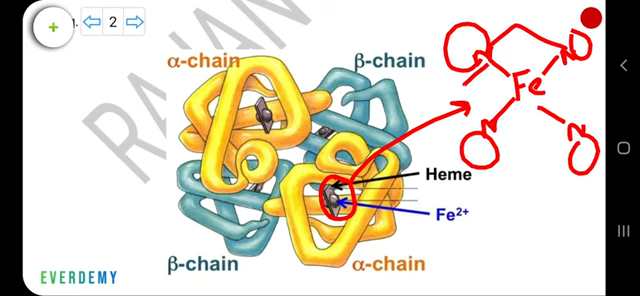 2
α-chain
β-chain
Fe
N
N
N
N
Heme
Fe²⁺
β-chain
α-chain
EVERDEMY